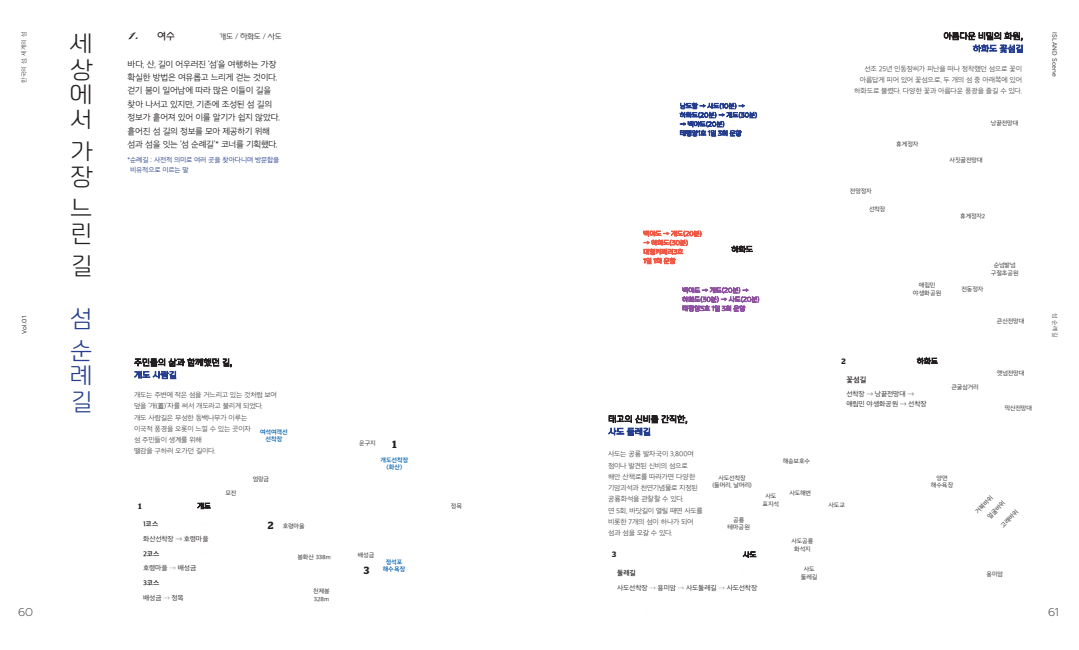 한국의 섬 세계의 섬
Vol.01
세상에서 가장 느린 길 섬 순례길
1. 여수 개도 / 하화도 / 사도
바다, 산, 길이 어우러진 '섬'을 여행하는 가장
확실한 방법은 여유롭고 느리게 걷는 것이다.
걷기 붐이 일어남에 따라 많은 이들이 길을
찾아 나서고 있지만, 기존에 조성된 섬 길의
정보가 흩어져 있어 이를 알기가 쉽지 않았다.
흩어진 섬 길의 정보를 모아 제공하기 위해
섬과 섬을 잇는 '섬 순례길'* 코너를 기획했다.
*순례길 : 사전적 의미로 여러 곳을 찾아다니며 방문함을
비유적으로 이르는 말
주민들의 삶과 함께했던 길,
개도 사람길
개도는 주변에 작은 섬을 거느리고 있는 것처럼 보여
덮을 '개(蓋)'자를 써서 개도라고 불리게 되었다.
개도 사람길은 무성한 동백나무가 이루는
이국적 풍경을 오롯이 느낄 수 있는 곳이자
섬 주민들이 생계를 위해
땔감을 구하러 오가던 길이다.
여석여객선
선착장
운구지
1
개도선착장
(화산)
엄랑금
모전
정목
1 개도
1코스
화산선착장 → 호령마을
2코스
호령마을 → 배성금
3코스
배성금 → 정목
2 호령마을
봉화산 338m
배성금
3
청석포
해수욕장
천제봉
328m
60
ISLAND Scene
섬 순례길
아름다운 비밀의 화원,
하화도 꽃섬길
선조 25년 인동장씨가 피난을 떠나 정착했던 섬으로 꽃이
아름답게 피어 있어 꽃섬으로, 두 개의 섬 중 아래쪽에 있어
하화도로 불렸다. 다양한 꽃과 아름다운 풍광을 즐길 수 있다.
낭도항 → 사도(10분) →
하화도(20분) → 개도(30분)
→ 백야도(20분)
태평양1호 1일 3회 운항
백야도 → 개도(20분)
→ 하화도(30분)
대형카페리3호
1일 1회 운항
하화도
백야도 → 개도(20분) →
하화도(30분) → 사도(20분)
태평양5호 1일 3회 운항
낭끝전망대
휴게정자
시짓골전망대
전망정자
선착장
휴게정자2
순넘밭넘
구절초공원
애림민
야생화공원
전동정자
큰산전망대
2 하화도
꽃섬길
선착장 → 낭끝전망대 →
애림민 야생화공원 → 선착장
깻넘전망대
큰굴삼거리
막산전망대
태고의 신비를 간직한,
사도 둘레길
사도는 공룡 발자국이 3,800여
점이나 발견된 신비의 섬으로
해안 산책로를 따라가면 다양한
기암괴석과 천연기념물로 지정된
공룡화석을 관찰할 수 있다.
연 5회, 바닷길이 열릴 때면 사도를
비롯한 7개의 섬이 하나가 되어
섬과 섬을 오갈 수 있다.
해송보호수
사도선착장
사도
표지석
사도해변
사도교
공룡
테마공원
양면
해수욕장
거북바위
얼굴바위
고래바위
사도공룡
화석지
사도
둘레길
용미암
3 사도
둘레길
사도선착장 → 용미암 → 사도둘레길 → 사도선착장
61